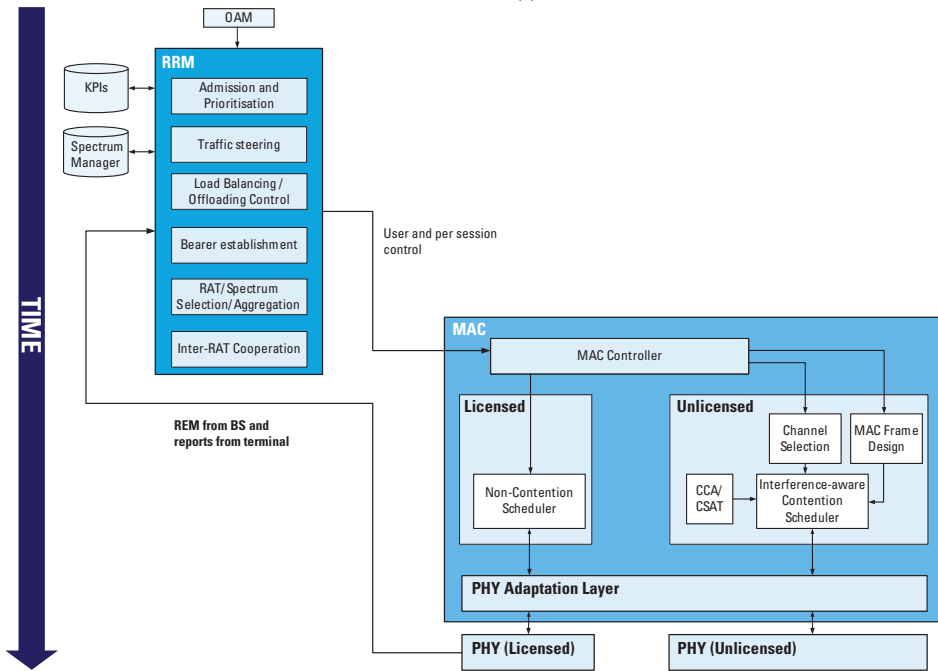 OAM
RRM
KPIs
Admission and
Prioritisation
Spectrum
Manager
Traffic steering
Load Balancing /
Offloading Control
User and per session
control
Bearer establishment
RAT/Spectrum
Selection/Aggregation
Inter-RAT Cooperation
TIME
MAC
MAC Controller
REM from BS and
reports from terminal
Licensed
Unlicensed
Channel
Selection
MAC Frame
Design
Non-Contention
Scheduler
CCA/
CSAT
Interference-aware
Contention
Scheduler
PHY Adaptation Layer
PHY (Licensed)
PHY (Unlicensed)